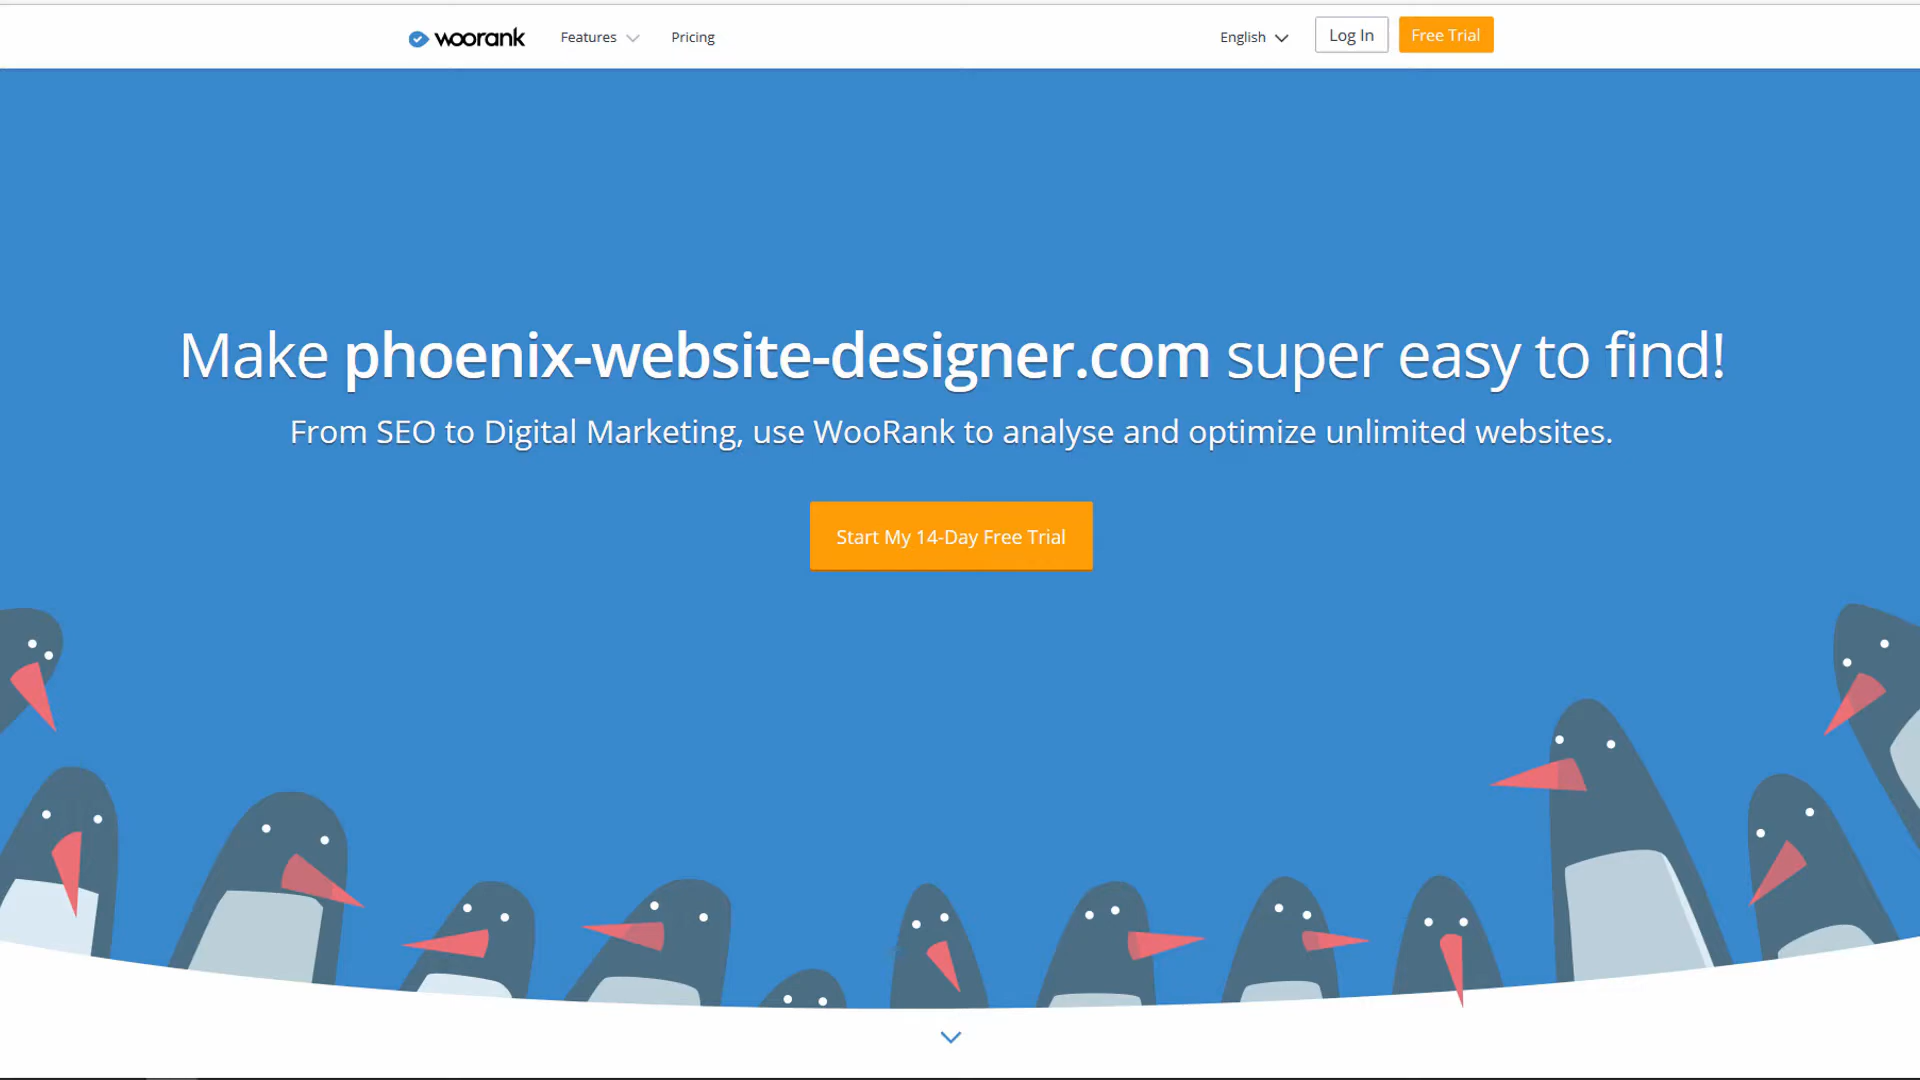 woorank
Features
Pricing
English
Log In
Free Trial
Make phoenix-website-designer.com super easy to find!
From SEO to Digital Marketing, use WooRank to analyse and optimize unlimited websites.
Start My 14-Day Free Trial